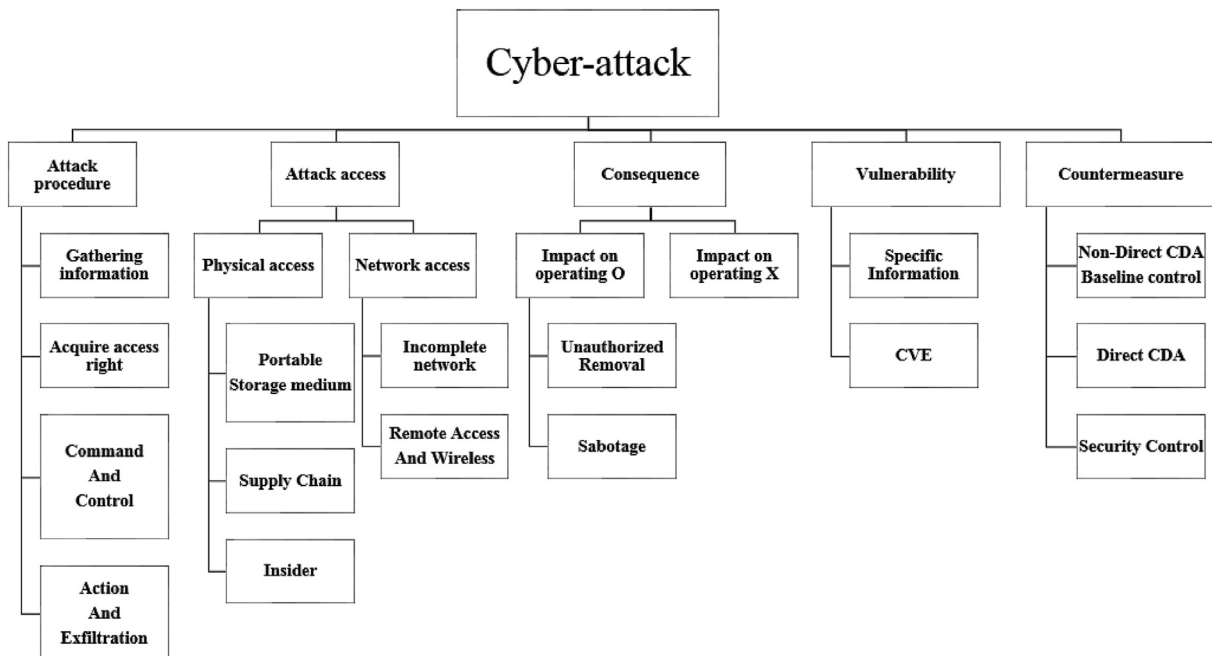 Cyber-attack
Attack
procedure
Attack access
Consequence
Vulnerability
Countermeasure
Gathering
information
Physical access
Network access
Impact on
operating O
Impact on
operating X
Specific
Information
Non-Direct CDA
Baseline control
Acquire access
right
Portable
Storage medium
Incomplete
network
Unauthorized
Removal
CVE
Direct CDA
Command
And
Control
Supply Chain
Remote Access
And Wireless
Sabotage
Security Control
Insider
Action
And
Exfiltration